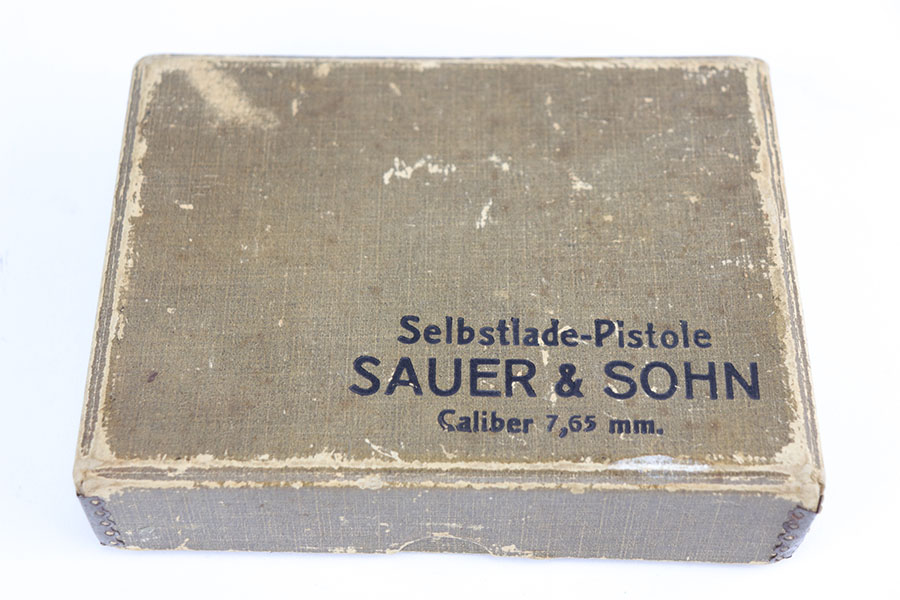 Selbstlade-Pistole
SAUER & SOHN
Caliber 7,65 mm.